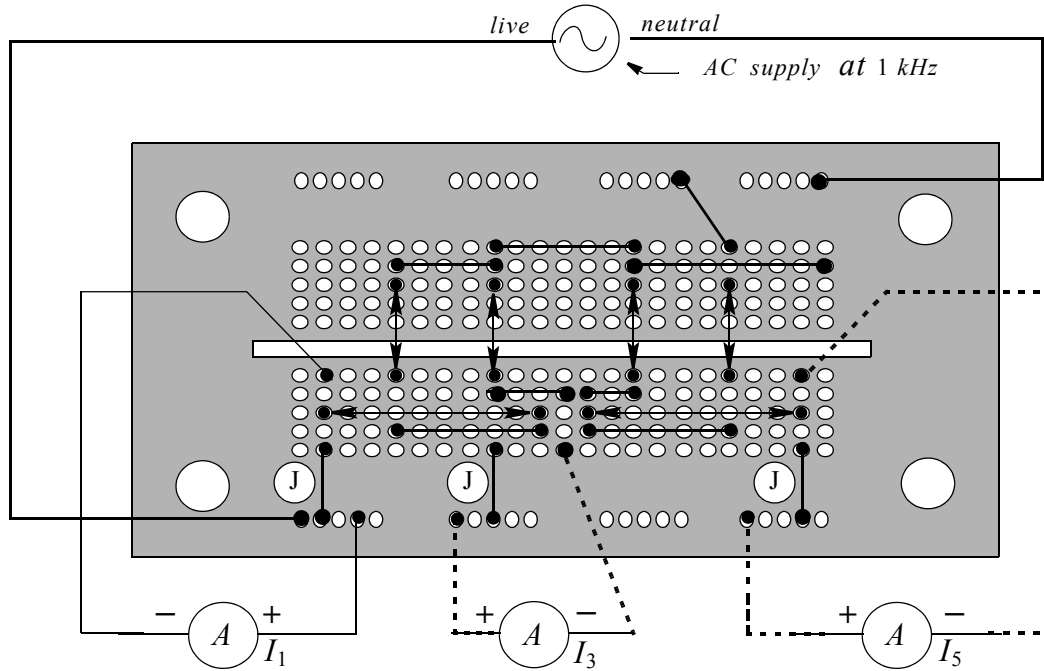 live
neutral
AC supply at 1 kHz
J
J
J
− A + I₁
+ A − I₃
+ A − I₅